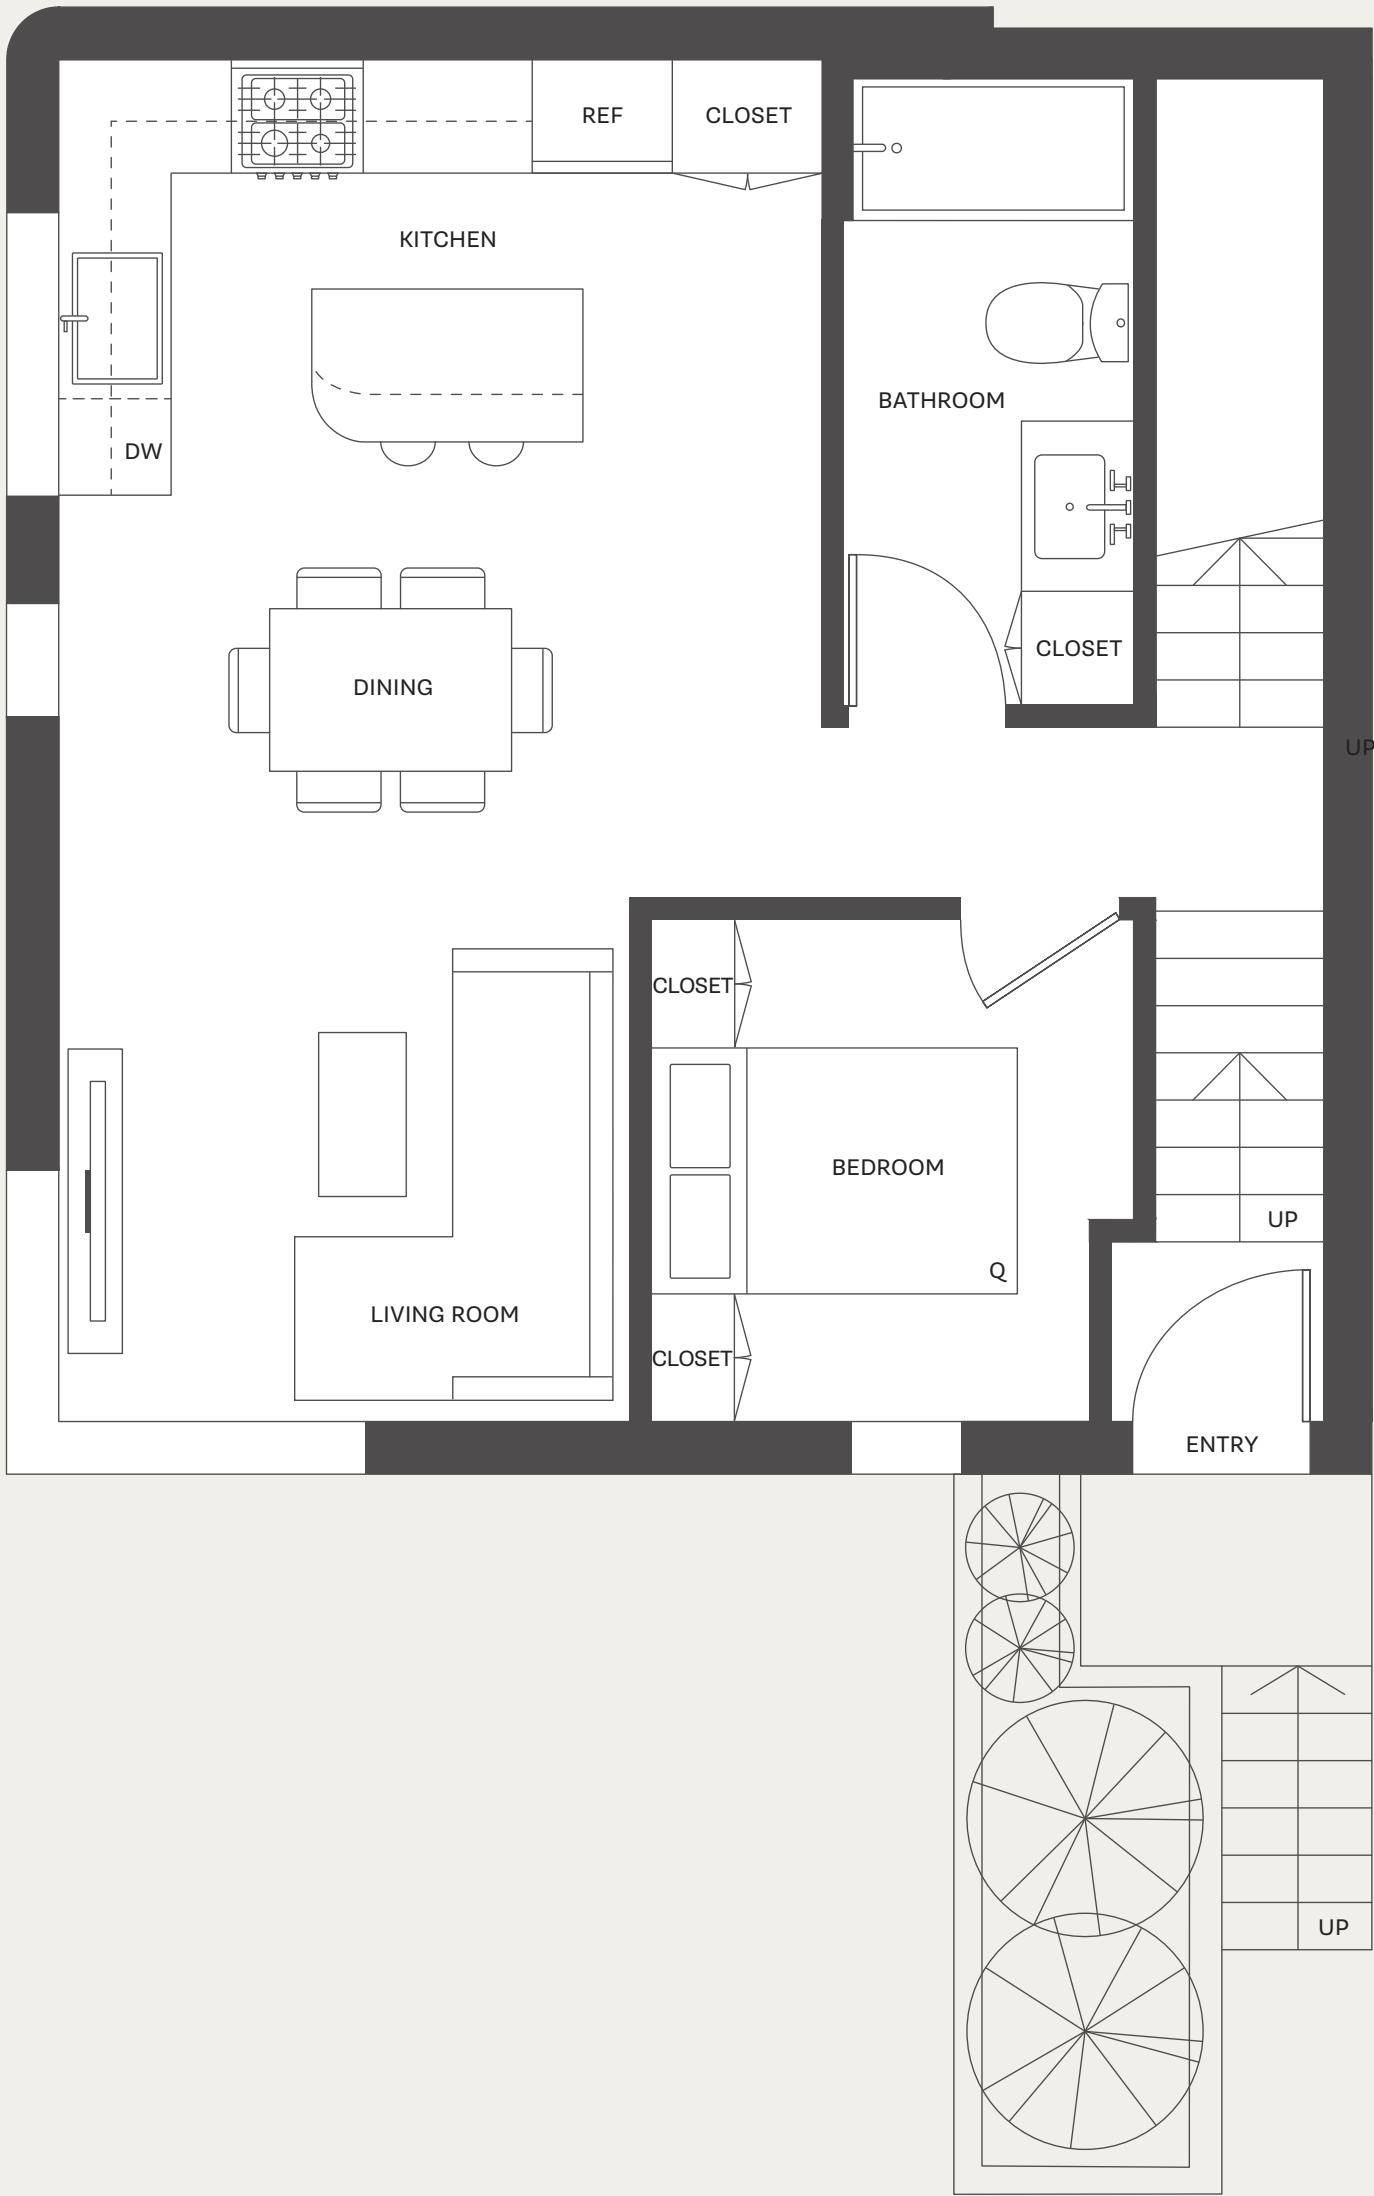 REF
CLOSET
KITCHEN
BATHROOM
DW
CLOSET
DINING
UP
CLOSET
BEDROOM
UP
Q
LIVING ROOM
CLOSET
ENTRY
UP